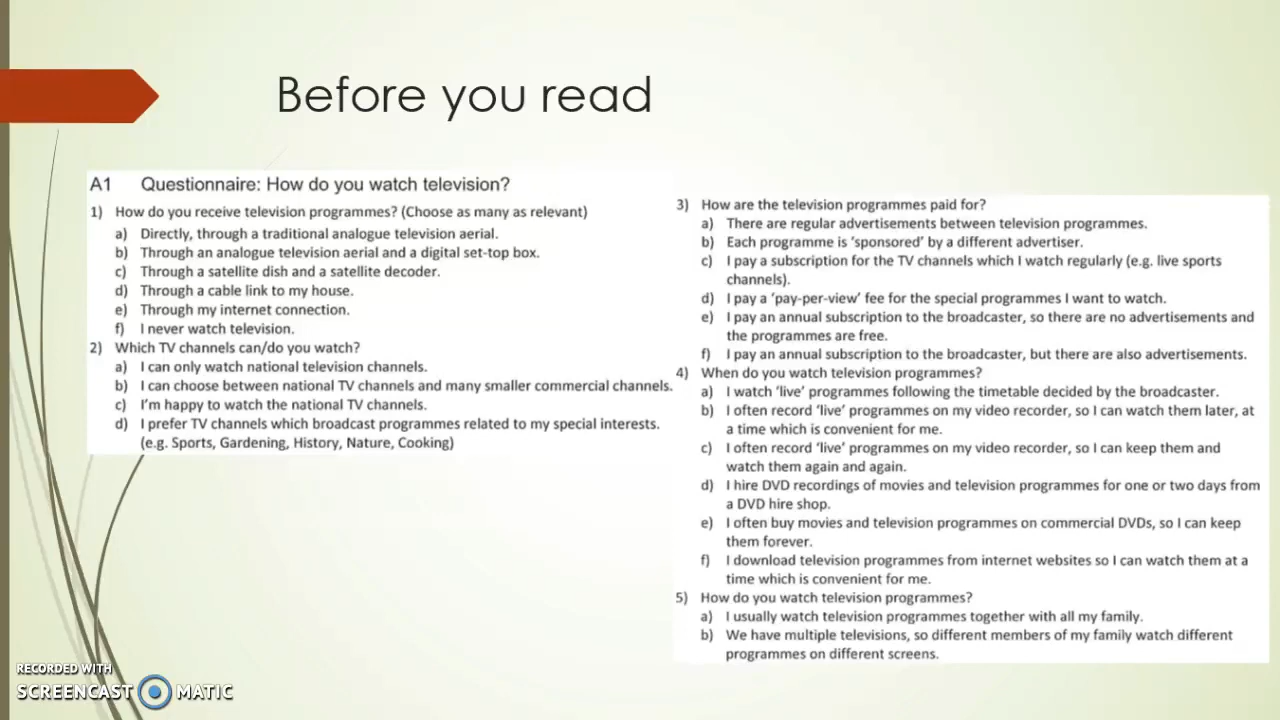 Before you read
A1 Questionnaire: How do you watch television?
1) How do you receive television programmes? (Choose as many as relevant)
a) Directly, through a traditional analogue television aerial.
b) Through an analogue television aerial and a digital set-top box.
c) Through a satellite dish and a satellite decoder.
d) Through a cable link to my house.
e) Through my internet connection.
f) I never watch television.
2) Which TV channels can/do you watch?
a) I can only watch national television channels.
b) I can choose between national TV channels and many smaller commercial channels.
c) I'm happy to watch the national TV channels.
d) I prefer TV channels which broadcast programmes related to my special interests.
(e.g. Sports, Gardening, History, Nature, Cooking)
3) How are the television programmes paid for?
a) There are regular advertisements between television programmes.
b) Each programme is 'sponsored' by a different advertiser.
c) I pay a subscription for the TV channels which I watch regularly (e.g. live sports
channels).
d) I pay a 'pay-per-view' fee for the special programmes I want to watch.
e) I pay an annual subscription to the broadcaster, so there are no advertisements and
the programmes are free.
f) I pay an annual subscription to the broadcaster, but there are also advertisements.
4) When do you watch television programmes?
a) I watch 'live' programmes following the timetable decided by the broadcaster.
b) I often record 'live' programmes on my video recorder, so I can watch them later, at
a time which is convenient for me.
c) I often record 'live' programmes on my video recorder, so I can keep them and
watch them again and again.
d) I hire DVD recordings of movies and television programmes for one or two days from
a DVD hire shop.
e) I often buy movies and television programmes on commercial DVDs, so I can keep
them forever.
f) I download television programmes from internet websites so I can watch them at a
time which is convenient for me.
5) How do you watch television programmes?
a) I usually watch television programmes together with all my family.
b) We have multiple televisions, so different members of my family watch different
programmes on different screens.
RECORDED WITH
SCREENCAST MATIC